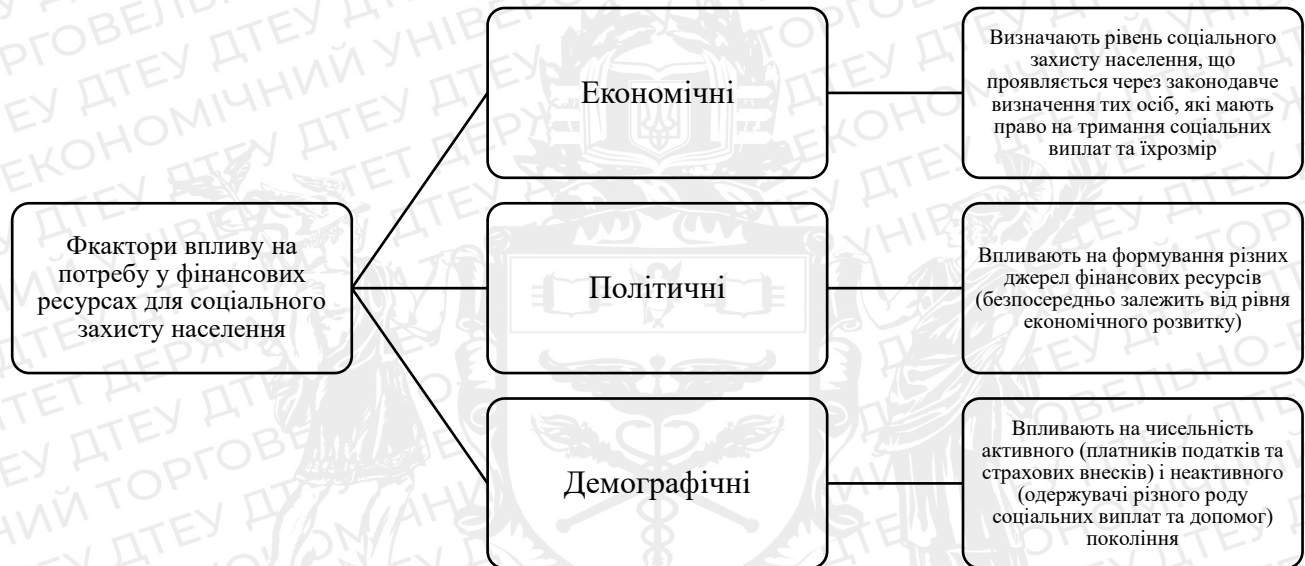 Фкактори впливу на
потребу у фінансових
ресурсах для соціального
захисту населення
Економічні
Визначають рівень соціального
захисту населення, що
проявляється через законодавче
визначення тих осіб, які мають
право на тримання соціальних
виплат та їхрозмір
Політичні
Впливають на формування різних
джерел фінансових ресурсів
(безпосередньо залежить від рівня
економічного розвитку)
Демографічні
Впливають на чисельність
активного (платників податків та
страхових внесків) і неактивного
(одержувачі різного роду
соціальних виплат та допомог)
покоління